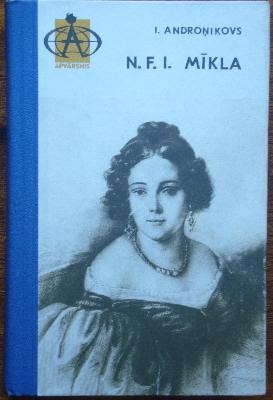 I. ANDROŅIKOVS
N. F. I. MĪKLA
APVĀRSNIS